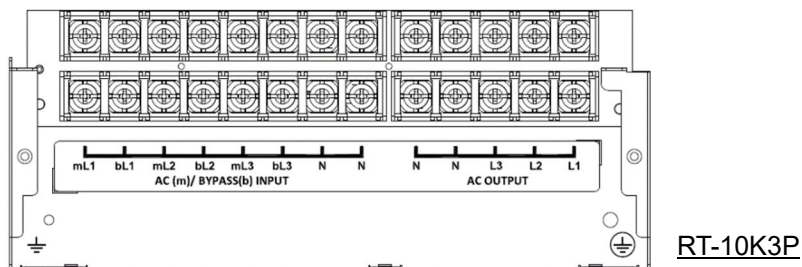 mL1 bL1 mL2 bL2 mL3 bL3 N N N N L3 L2 L1
AC (m)/ BYPASS(b) INPUT AC OUTPUT
RT-10K3P